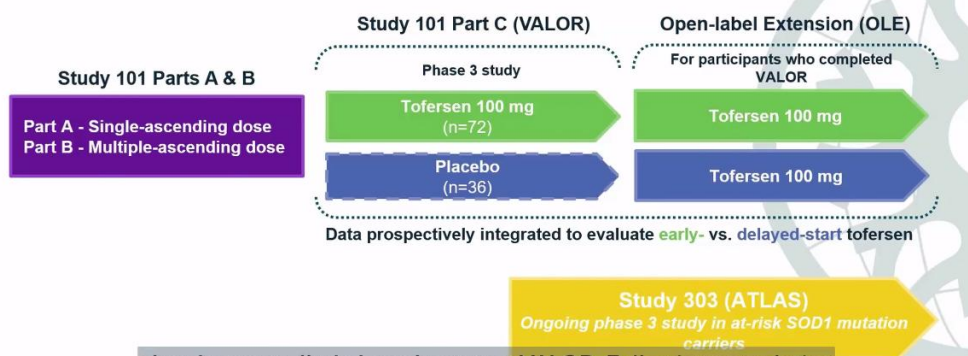 Study 101 Part C (VALOR)
Open-label Extension (OLE)
Study 101 Parts A & B
Phase 3 study
For participants who completed
VALOR
Part A - Single-ascending dose
Part B - Multiple-ascending dose
Tofersen 100 mg
(n=72)
Tofersen 100 mg
Placebo
(n=36)
Tofersen 100 mg
Data prospectively integrated to evaluate early- vs. delayed-start tofersen
Study 303 (ATLAS)
Ongoing phase 3 study in at-risk SOD1 mutation
carriers